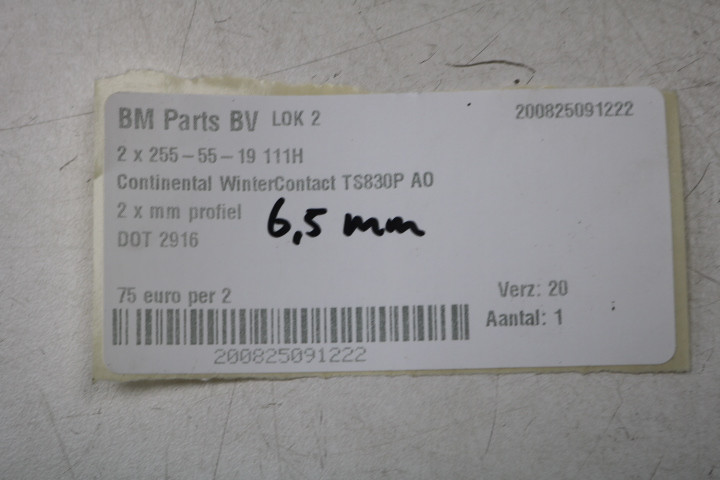 BM Parts BV LOK 2 200825091222
2 x 255-55-19 111H
Continental WinterContact TS830P AO
2 x mm profiel 6,5 mm
DOT 2916
75 euro per 2 Verz: 20
Aantal: 1
200825091222